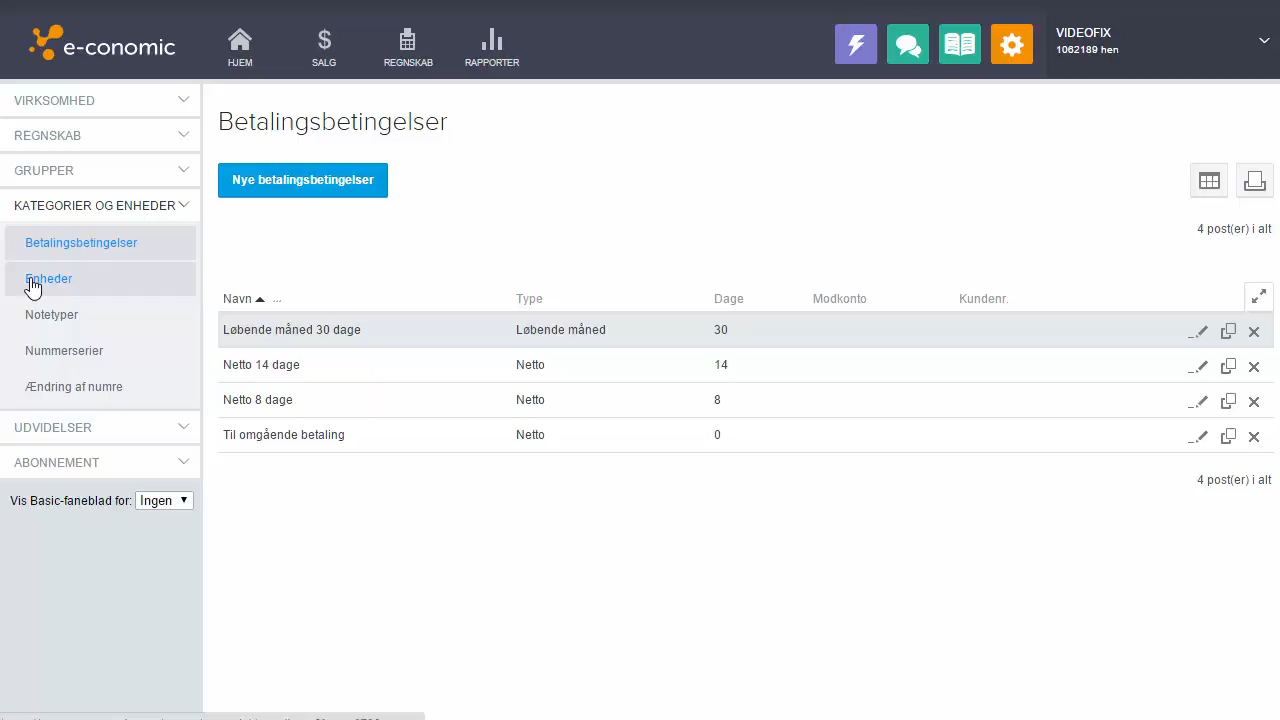 e-conomic
HJEM
SALG
REGNSKAB
RAPPORTER
VIDEOFIX
1062189 hen
VIRKSOMHED
REGNSKAB
GRUPPER
KATEGORIER OG ENHEDER
Betalingsbetingelser
Enheder
Notetyper
Nummerserier
Ændring af numre
UDVIDELSER
ABONNEMENT
Vis Basic-faneblad for: Ingen
Betalingsbetingelser
Nye betalingsbetingelser
4 post(er) i alt
Navn ... Type Dage Modkonto Kundenr.
Løbende måned 30 dage Løbende måned 30
Netto 14 dage Netto 14
Netto 8 dage Netto 8
Til omgående betaling Netto 0
4 post(er) i alt